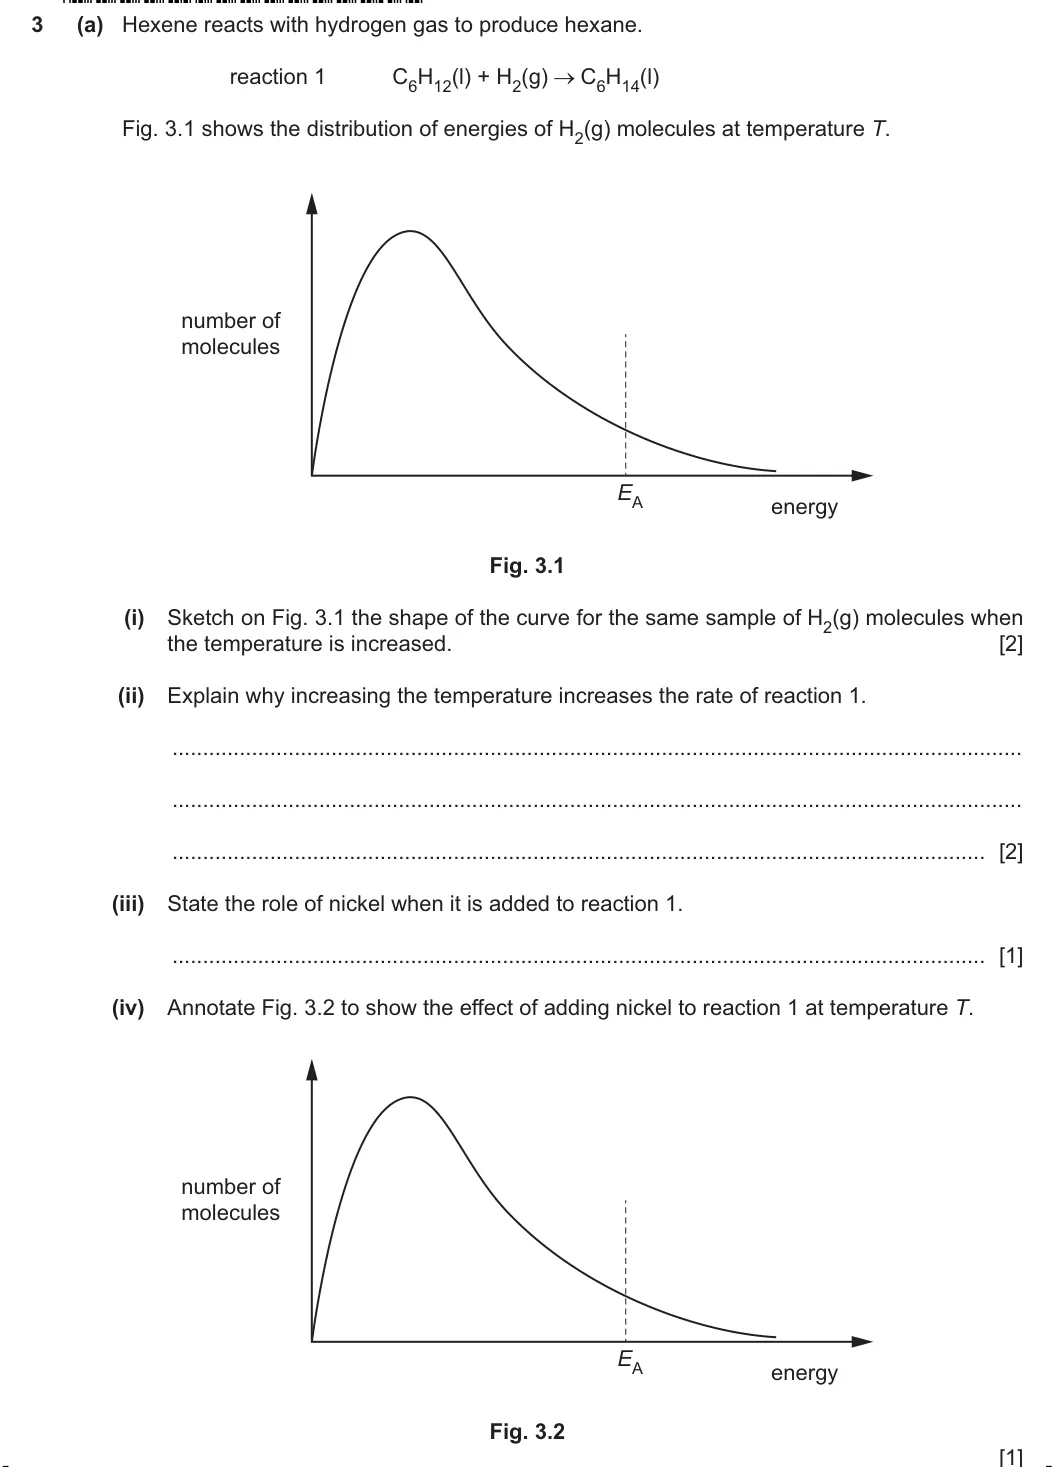 3 (a) Hexene reacts with hydrogen gas to produce hexane.
reaction 1 C₆H₁₂(l) + H₂(g) → C₆H₁₄(l)
Fig. 3.1 shows the distribution of energies of H₂(g) molecules at temperature T.
number of
molecules
E_A
energy
Fig. 3.1
(i) Sketch on Fig. 3.1 the shape of the curve for the same sample of H₂(g) molecules when
the temperature is increased. [2]
(ii) Explain why increasing the temperature increases the rate of reaction 1.
..........
..........
.......... [2]
(iii) State the role of nickel when it is added to reaction 1.
.......... [1]
(iv) Annotate Fig. 3.2 to show the effect of adding nickel to reaction 1 at temperature T.
number of
molecules
E_A
energy
Fig. 3.2
[1]